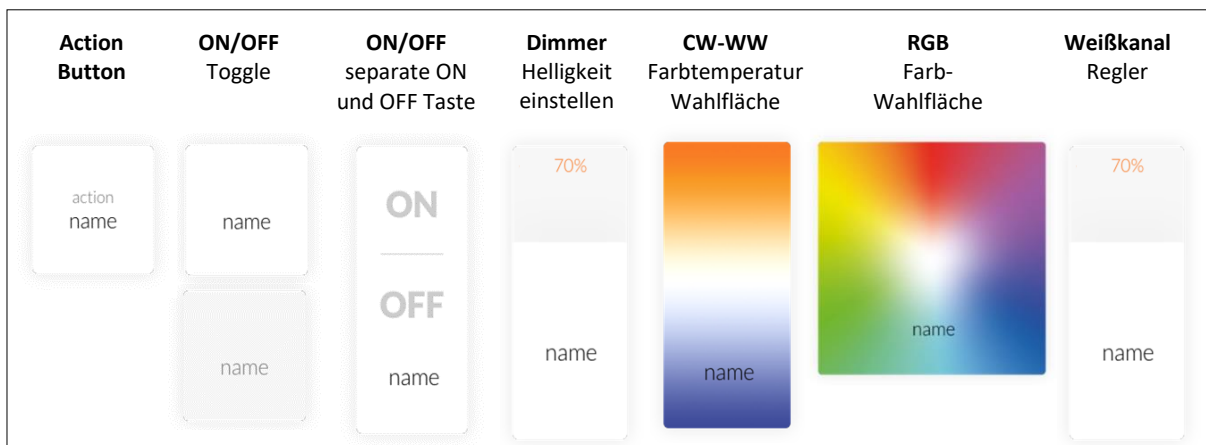 Action
Button
ON/OFF
Toggle
ON/OFF
separate ON
und OFF Taste
Dimmer
Helligkeit
einstellen
CW-WW
Farbtemperatur
Wahlfläche
RGB
Farb-
Wahlfläche
Weißkanal
Regler
action
name
name
name
ON
OFF
name
70%
name
name
name
70%
name